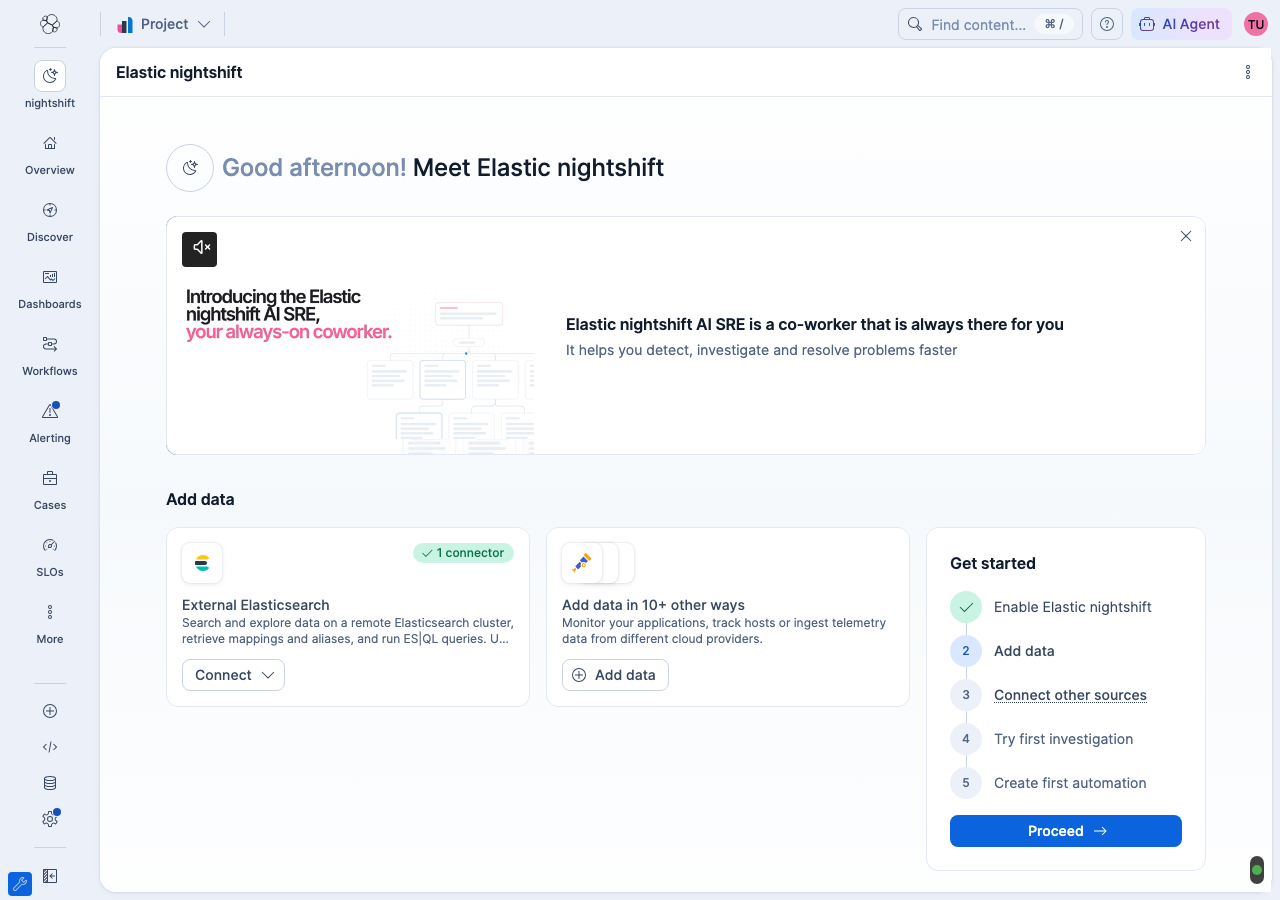 Project
Find content...
⌘ /
AI Agent
TU
nightshift
Overview
Discover
Dashboards
Workflows
Alerting
Cases
SLOs
More
Elastic nightshift
Good afternoon! Meet Elastic nightshift
Introducing the Elastic
nightshift AI SRE,
your always-on coworker.
Elastic nightshift AI SRE is a co-worker that is always there for you
It helps you detect, investigate and resolve problems faster
Add data
1 connector
External Elasticsearch
Search and explore data on a remote Elasticsearch cluster,
retrieve mappings and aliases, and run ES|QL queries. U...
Connect
Add data in 10+ other ways
Monitor your applications, track hosts or ingest telemetry
data from different cloud providers.
Add data
Get started
Enable Elastic nightshift
2 Add data
3 Connect other sources
4 Try first investigation
5 Create first automation
Proceed